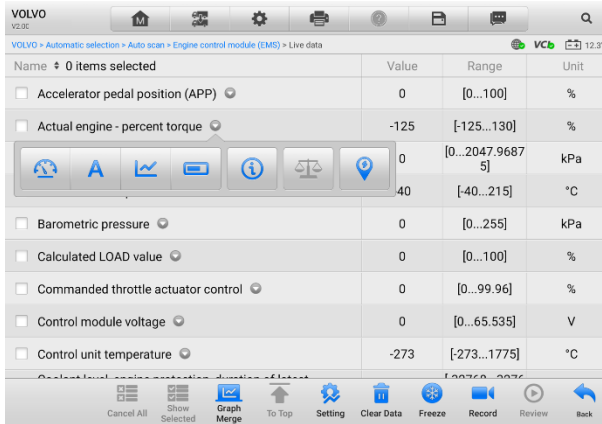 VOLVO
V2.00
VOLVO > Automatic selection > Auto scan > Engine control module (EMS) > Live data
VCI
12.3
Name 0 items selected Value Range Unit
Accelerator pedal position (APP) 0 [0...100] %
Actual engine - percent torque -125 [-125...130] %
0 [0...2047.9687
5] kPa
-40 [-40...215] °C
Barometric pressure 0 [0...255] kPa
Calculated LOAD value 0 [0...100] %
Commanded throttle actuator control 0 [0...99.96] %
Control module voltage 0 [0...65.535] V
Control unit temperature -273 [-273...1775] °C
Cancel All
Show
Selected
Graph
Merge
To Top
Setting
Clear Data
Freeze
Record
Review
Back